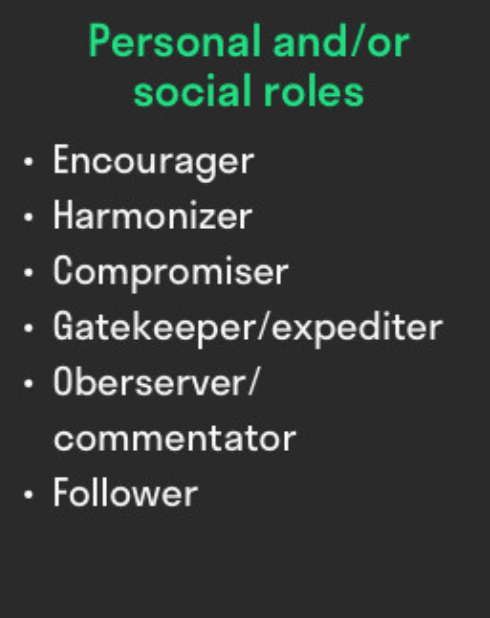 Personal and/or
social roles
• Encourager
• Harmonizer
• Compromiser
• Gatekeeper/expediter
• Oberserver/
commentator
• Follower